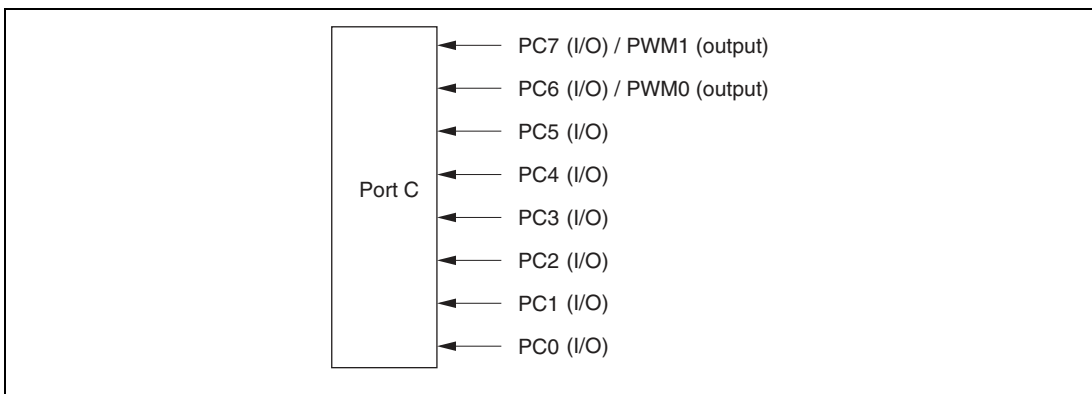 PC7 (I/O) / PWM1 (output)
PC6 (I/O) / PWM0 (output)
PC5 (I/O)
PC4 (I/O)
Port C
PC3 (I/O)
PC2 (I/O)
PC1 (I/O)
PC0 (I/O)